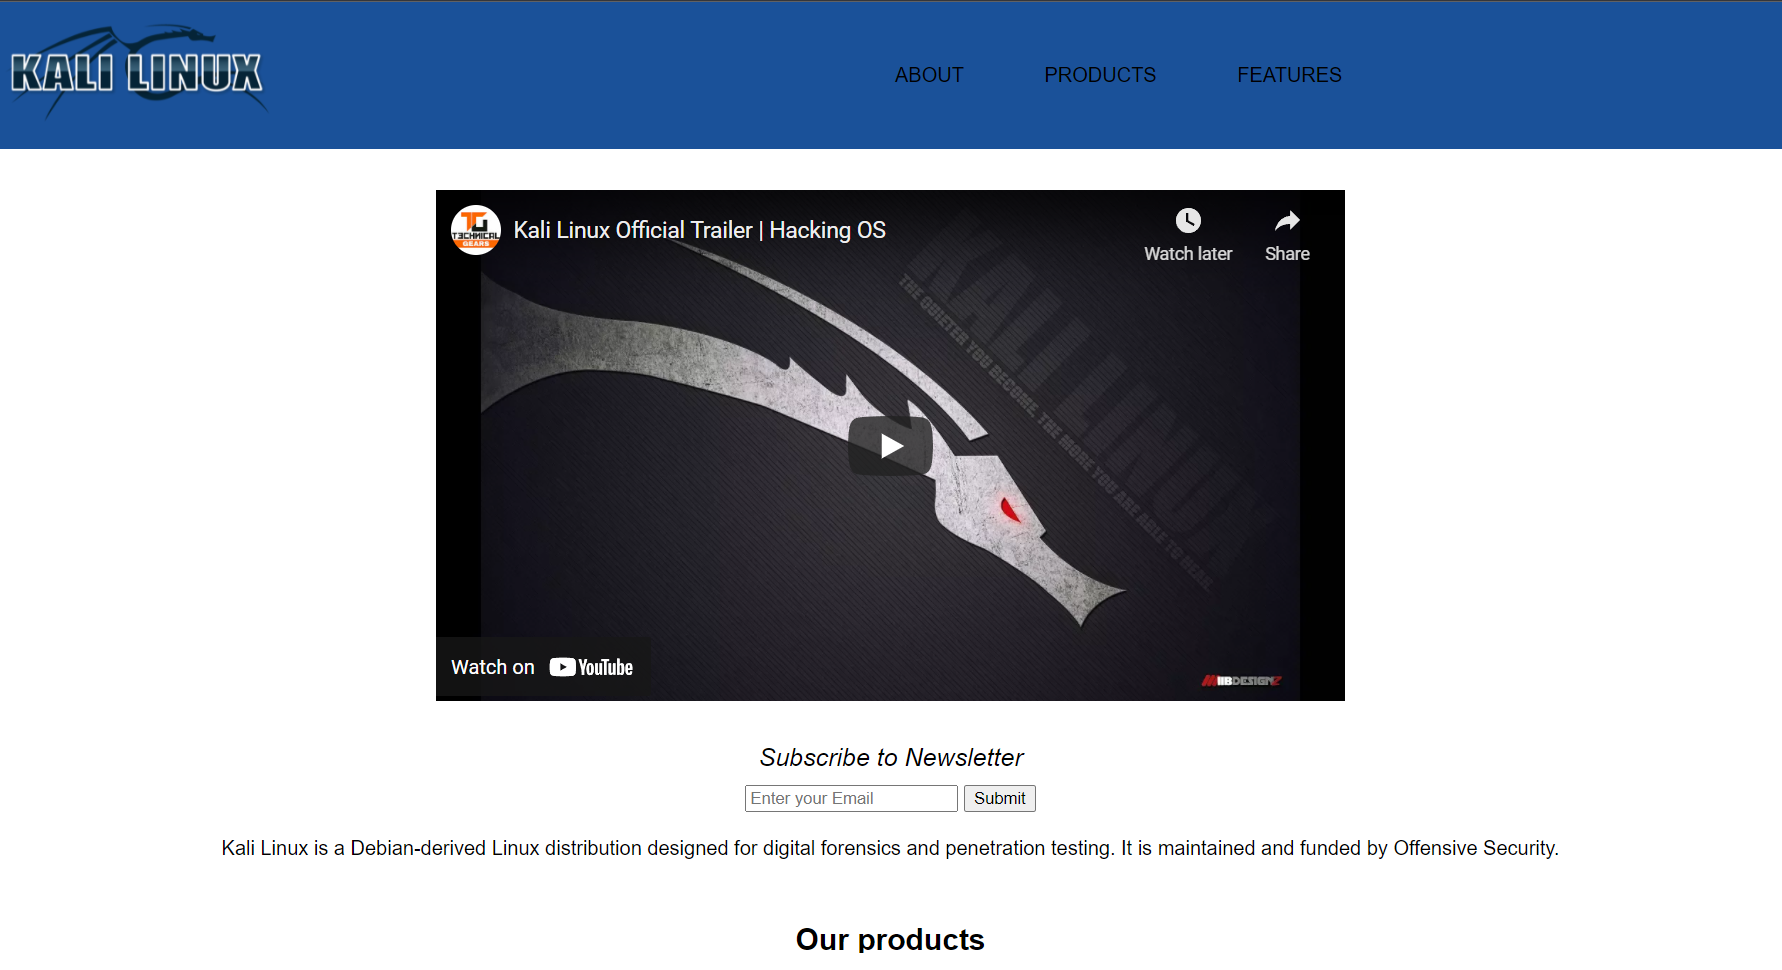 KALI LINUX
ABOUT
PRODUCTS
FEATURES
TECHNICAL
GEARS
Kali Linux Official Trailer | Hacking OS
Watch later
Share
KALI LINUX
THE QUIETER YOU BECOME, THE MORE YOU ARE ABLE TO HEAR.
Watch on YouTube
MIIBDESIGNZ
Subscribe to Newsletter
Enter your Email
Submit
Kali Linux is a Debian-derived Linux distribution designed for digital forensics and penetration testing. It is maintained and funded by Offensive Security.
Our products